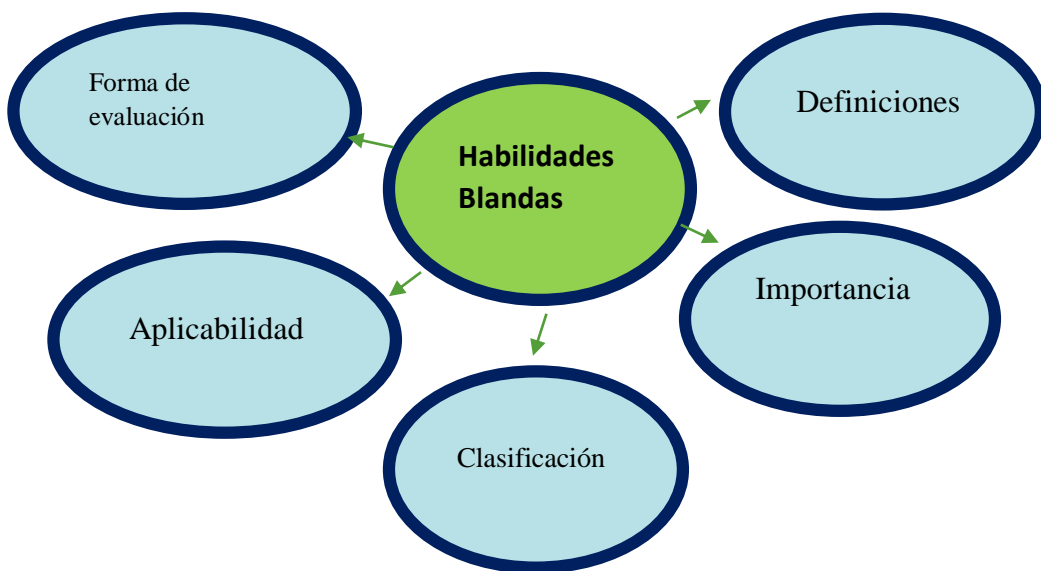 Forma de
evaluación
Habilidades
Blandas
Definiciones
Importancia
Aplicabilidad
Clasificación